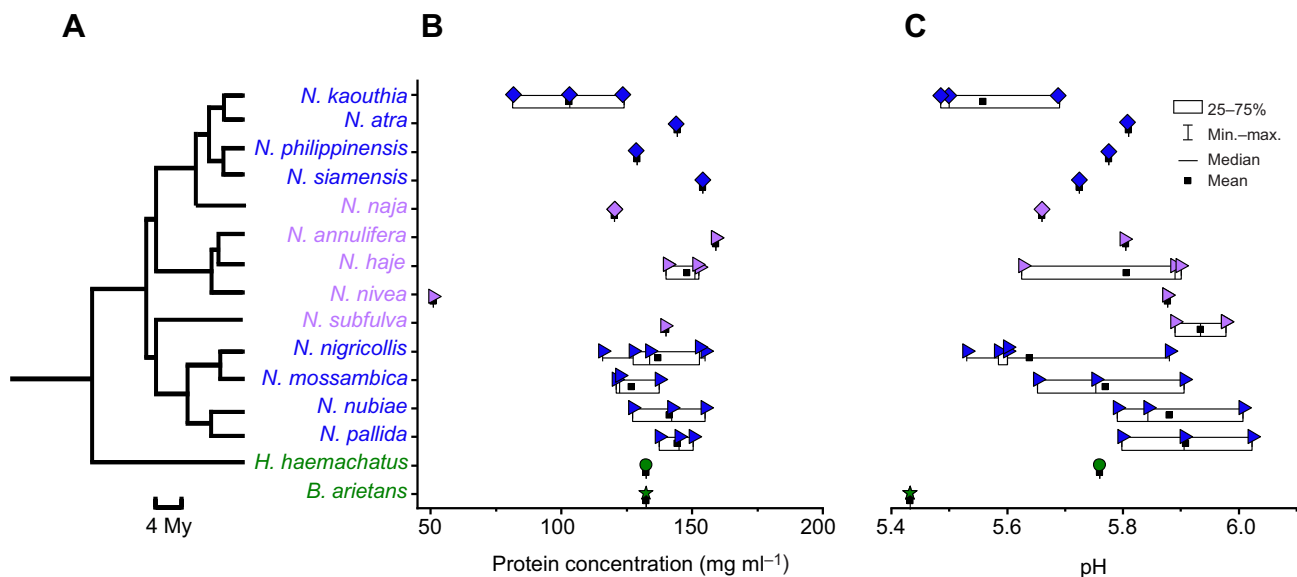 A
B
C
N. kaouthia
N. atra
N. philippinensis
N. siamensis
N. naja
N. annulifera
N. haje
N. nivea
N. subfulva
N. nigricollis
N. mossambica
N. nubiae
N. pallida
H. haemachatus
B. arietans
25–75%
Min.–max.
Median
Mean
4 My
50 100 150 200
Protein concentration (mg ml–1)
5.4 5.6 5.8 6.0
pH